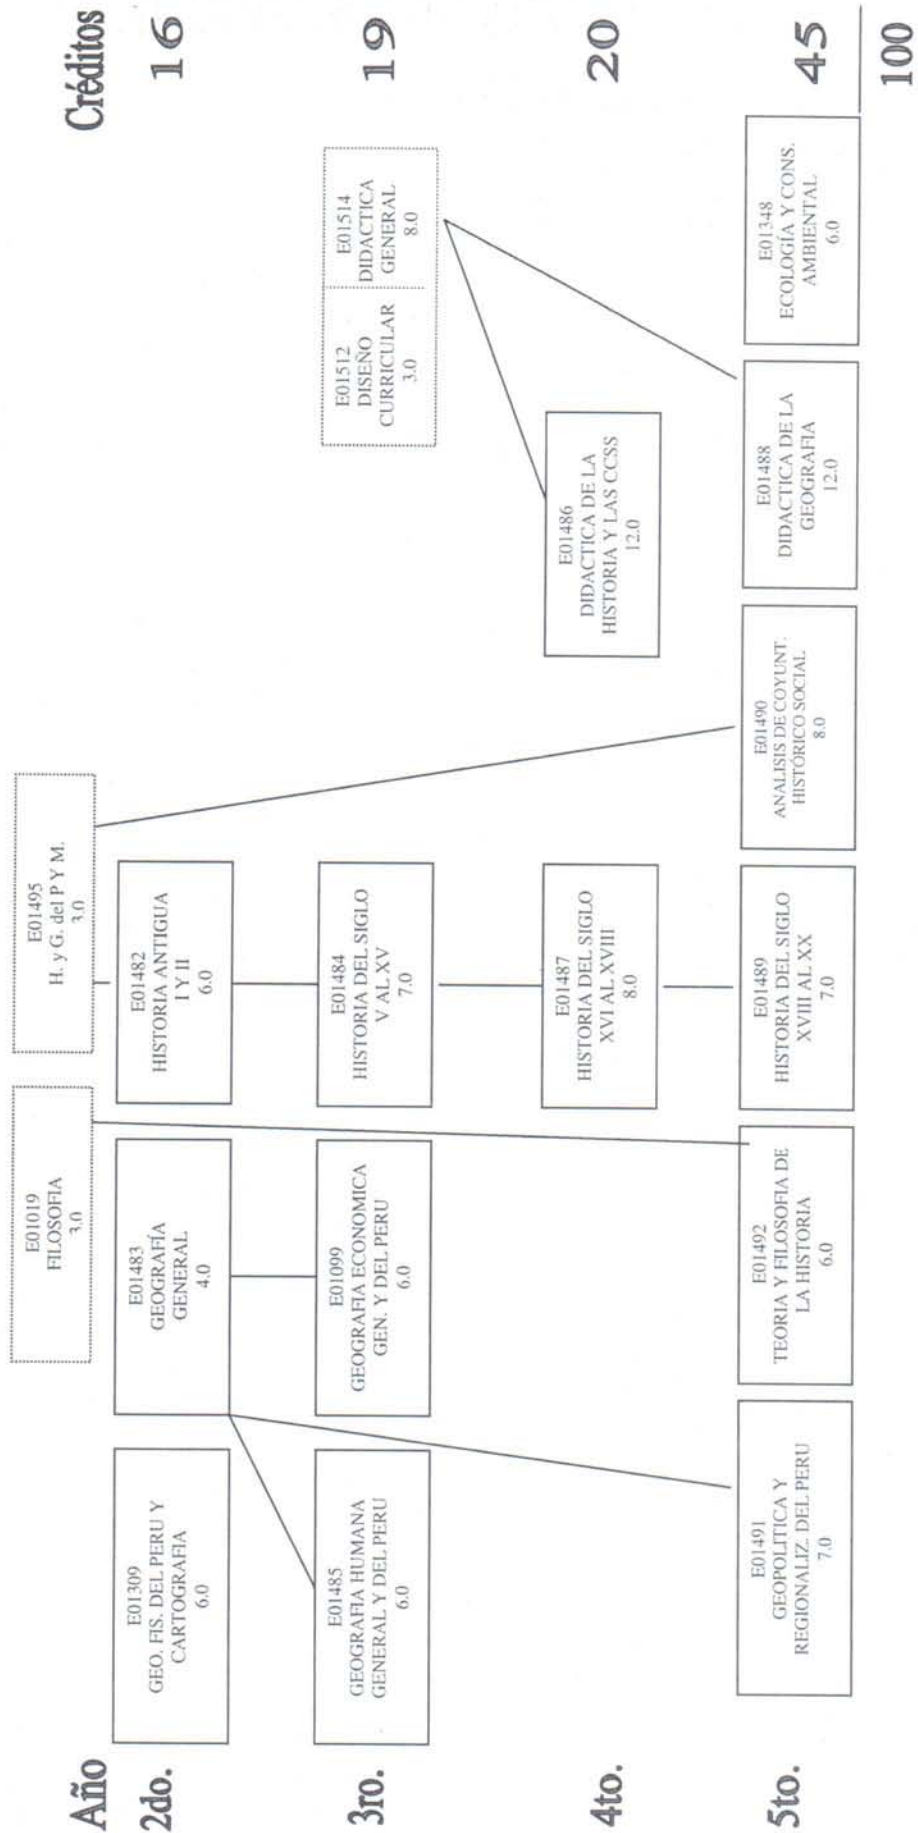 Año
Créditos
E01019
FILOSOFIA
3.0
E01495
H. y G. del P Y M.
3.0
2do.
E01309
GEO. FIS. DEL PERU Y
CARTOGRAFIA
6.0
E01483
GEOGRAFÍA
GENERAL
4.0
E01482
HISTORIA ANTIGUA
I Y II
6.0
16
3ro.
E01485
GEOGRAFIA HUMANA
GENERAL Y DEL PERU
6.0
E01099
GEOGRAFIA ECONOMICA
GEN. Y DEL PERU
6.0
E01484
HISTORIA DEL SIGLO
V AL XV
7.0
E01512
DISEÑO
CURRICULAR
3.0
E01514
DIDACTICA
GENERAL
8.0
19
4to.
E01487
HISTORIA DEL SIGLO
XVI AL XVIII
8.0
E01486
DIDACTICA DE LA
HISTORIA Y LAS CCSS
12.0
20
5to.
E01491
GEOPOLITICA Y
REGIONALIZ. DEL PERU
7.0
E01492
TEORIA Y FILOSOFIA DE
LA HISTORIA
6.0
E01489
HISTORIA DEL SIGLO
XVIII AL XX
7.0
E01490
ANALISIS DE COYUNT.
HISTÓRICO SOCIAL
8.0
E01488
DIDACTICA DE LA
GEOGRAFIA
12.0
E01348
ECOLOGÍA Y CONS.
AMBIENTAL
6.0
45
100